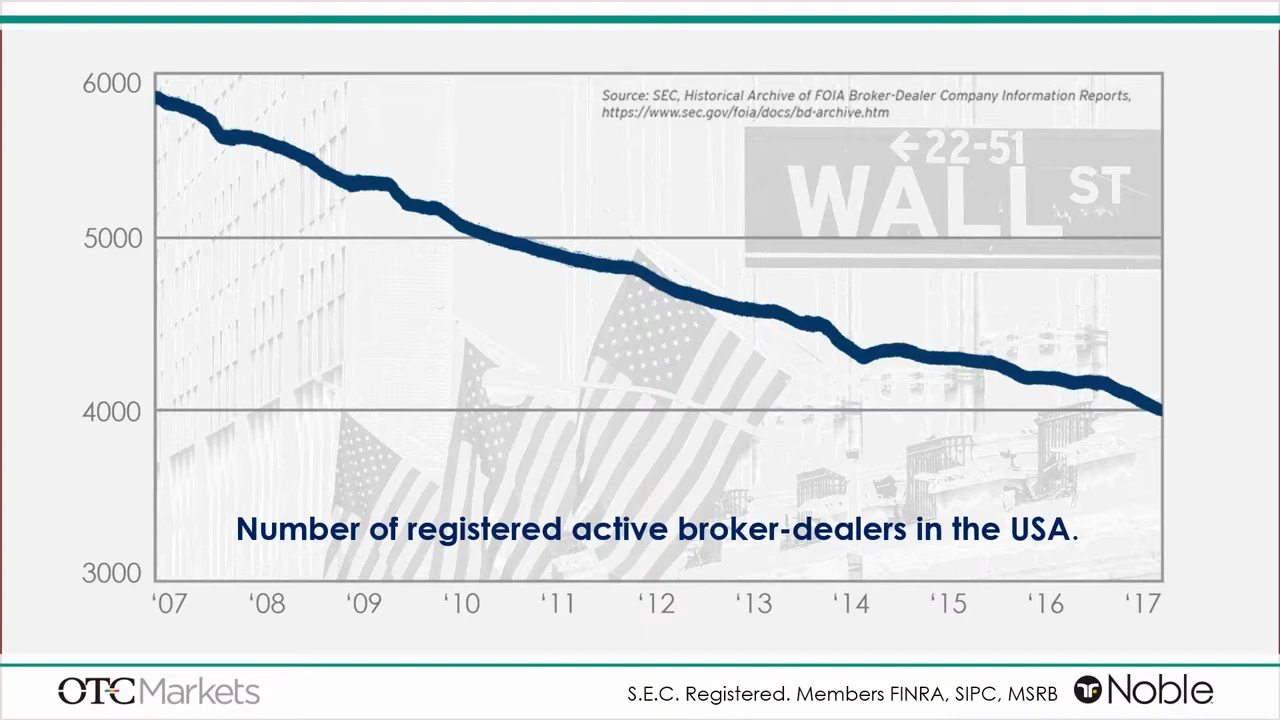 6000
Source: SEC, Historical Archive of FOIA Broker-Dealer Company Information Reports,
https://www.sec.gov/foia/docs/bd-archive.htm
←22-51
WALL ST
5000
4000
Number of registered active broker-dealers in the USA.
3000
‘07 ‘08 ‘09 ‘10 ‘11 ‘12 ‘13 ‘14 ‘15 ‘16 ‘17
OTC Markets
S.E.C. Registered. Members FINRA, SIPC, MSRB
Noble